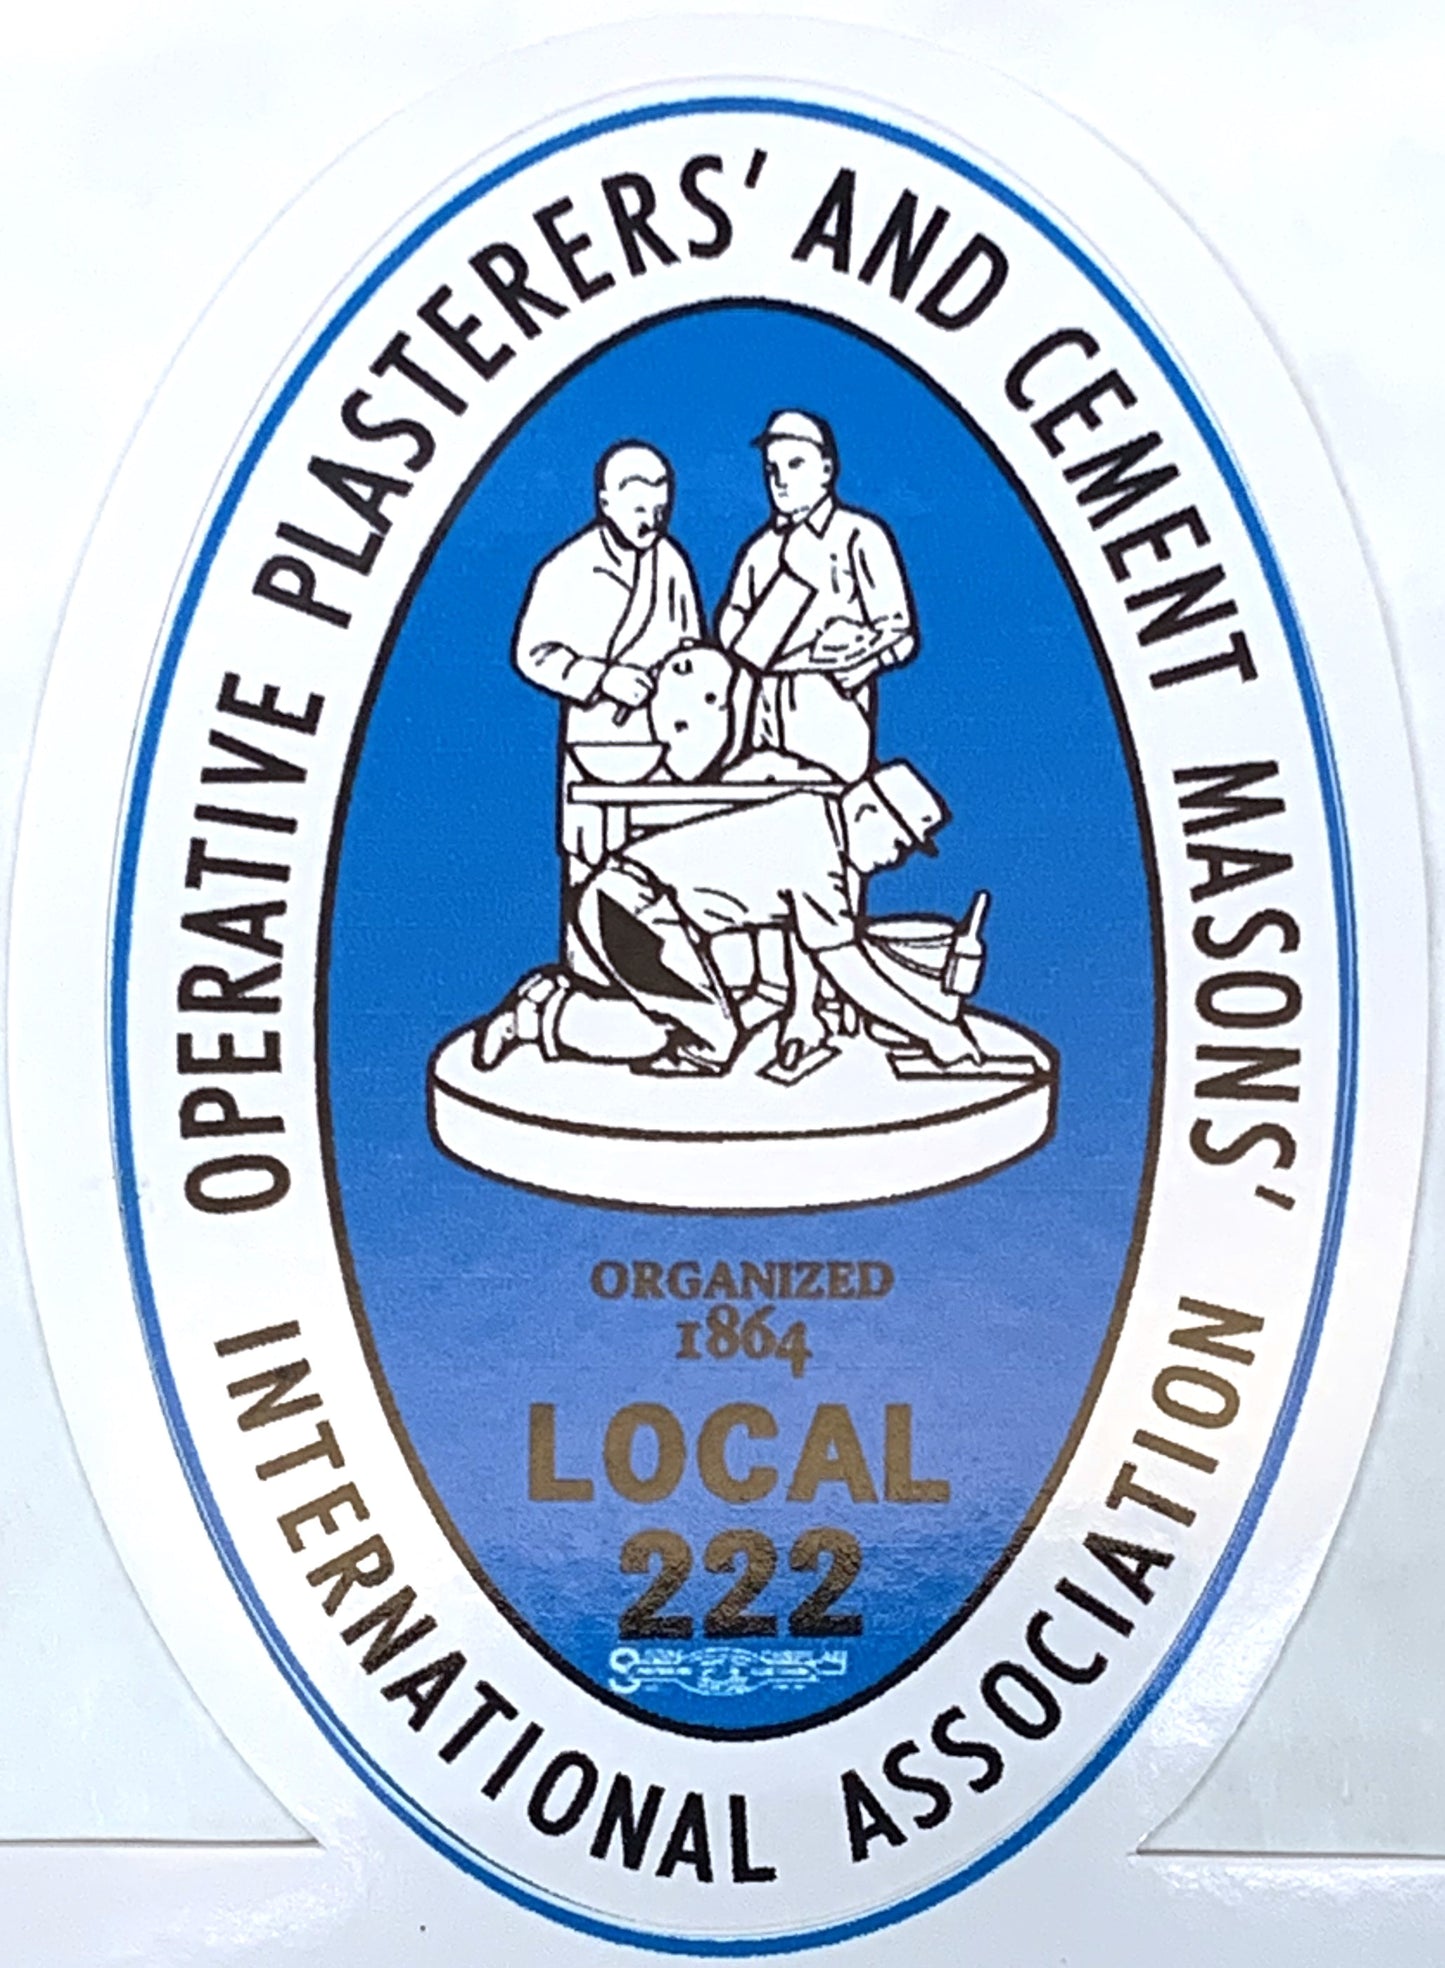 OPERATIVE PLASTERERS' AND CEMENT MASONS'
INTERNATIONAL ASSOCIATION
ORGANIZED
1864
LOCAL
222